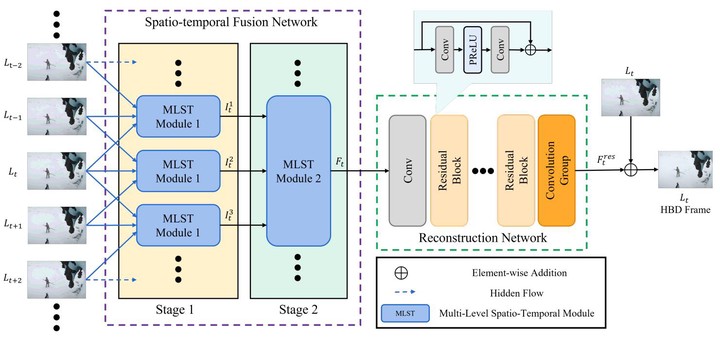 Spatio-temporal Fusion Network
L_{t-2}
L_{t-1}
L_t
L_{t+1}
L_{t+2}
MLST
Module 1
MLST
Module 1
MLST
Module 1
I_t^1
I_t^2
I_t^3
MLST
Module 2
Stage 1
Stage 2
F_t
Conv
PReLU
Conv
Conv
Residual
Block
Residual
Block
Convolution
Group
Reconstruction Network
F_t^{res}
L_t
L_t
HBD Frame
Element-wise Addition
Hidden Flow
MLST
Multi-Level Spatio-Temporal Module